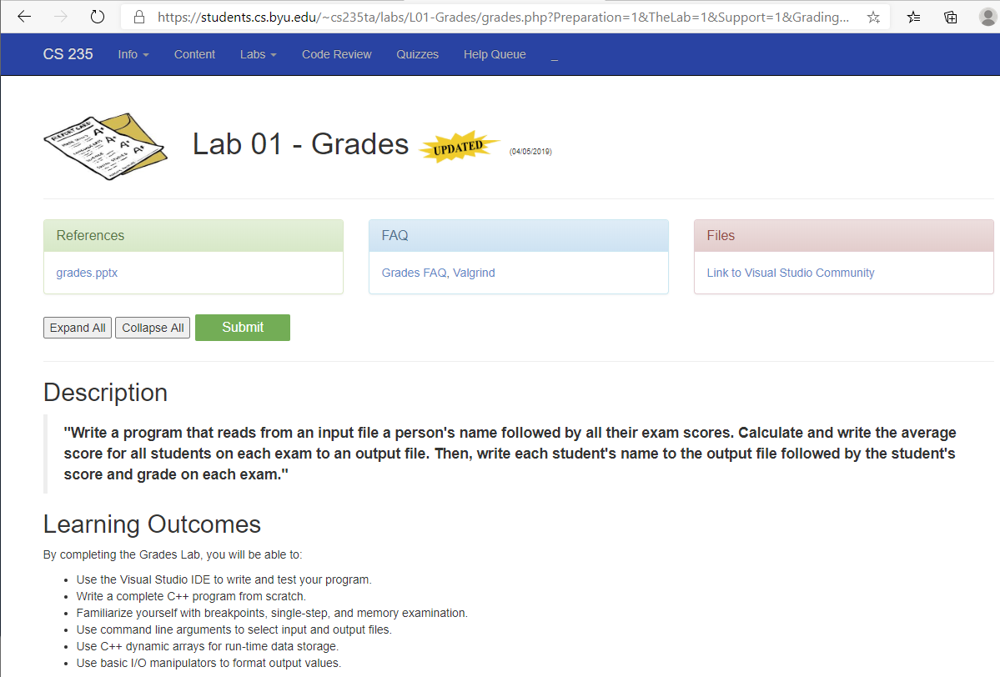 https://students.cs.byu.edu/~cs235ta/labs/L01-Grades/grades.php?Preparation=1&TheLab=1&Support=1&Grading...
CS 235 Info Content Labs Code Review Quizzes Help Queue _
REPORT CARD
A+
A+
A+
A+
Lab 01 - Grades UPDATED (04/05/2019)
References FAQ Files
grades.pptx Grades FAQ, Valgrind Link to Visual Studio Community
Expand All Collapse All Submit
Description
"Write a program that reads from an input file a person's name followed by all their exam scores. Calculate and write the average
score for all students on each exam to an output file. Then, write each student's name to the output file followed by the student's
score and grade on each exam."
Learning Outcomes
By completing the Grades Lab, you will be able to:
• Use the Visual Studio IDE to write and test your program.
• Write a complete C++ program from scratch.
• Familiarize yourself with breakpoints, single-step, and memory examination.
• Use command line arguments to select input and output files.
• Use C++ dynamic arrays for run-time data storage.
• Use basic I/O manipulators to format output values.